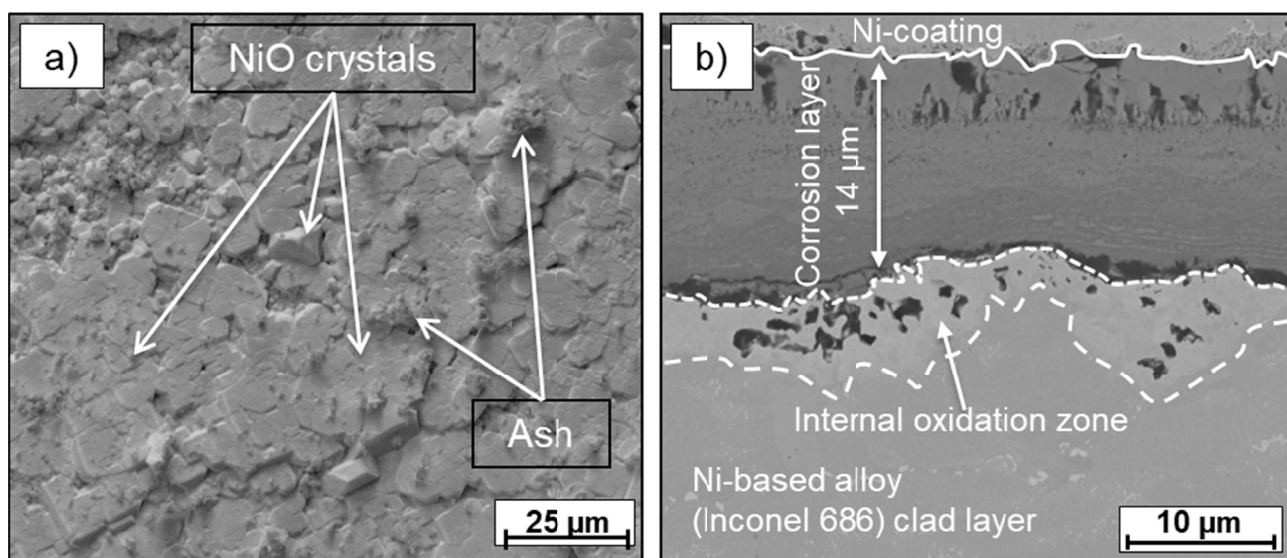 a)
NiO crystals
Ash
25 µm
b)
Ni-coating
Corrosion layer
14 µm
Internal oxidation zone
Ni-based alloy
(Inconel 686) clad layer
10 µm